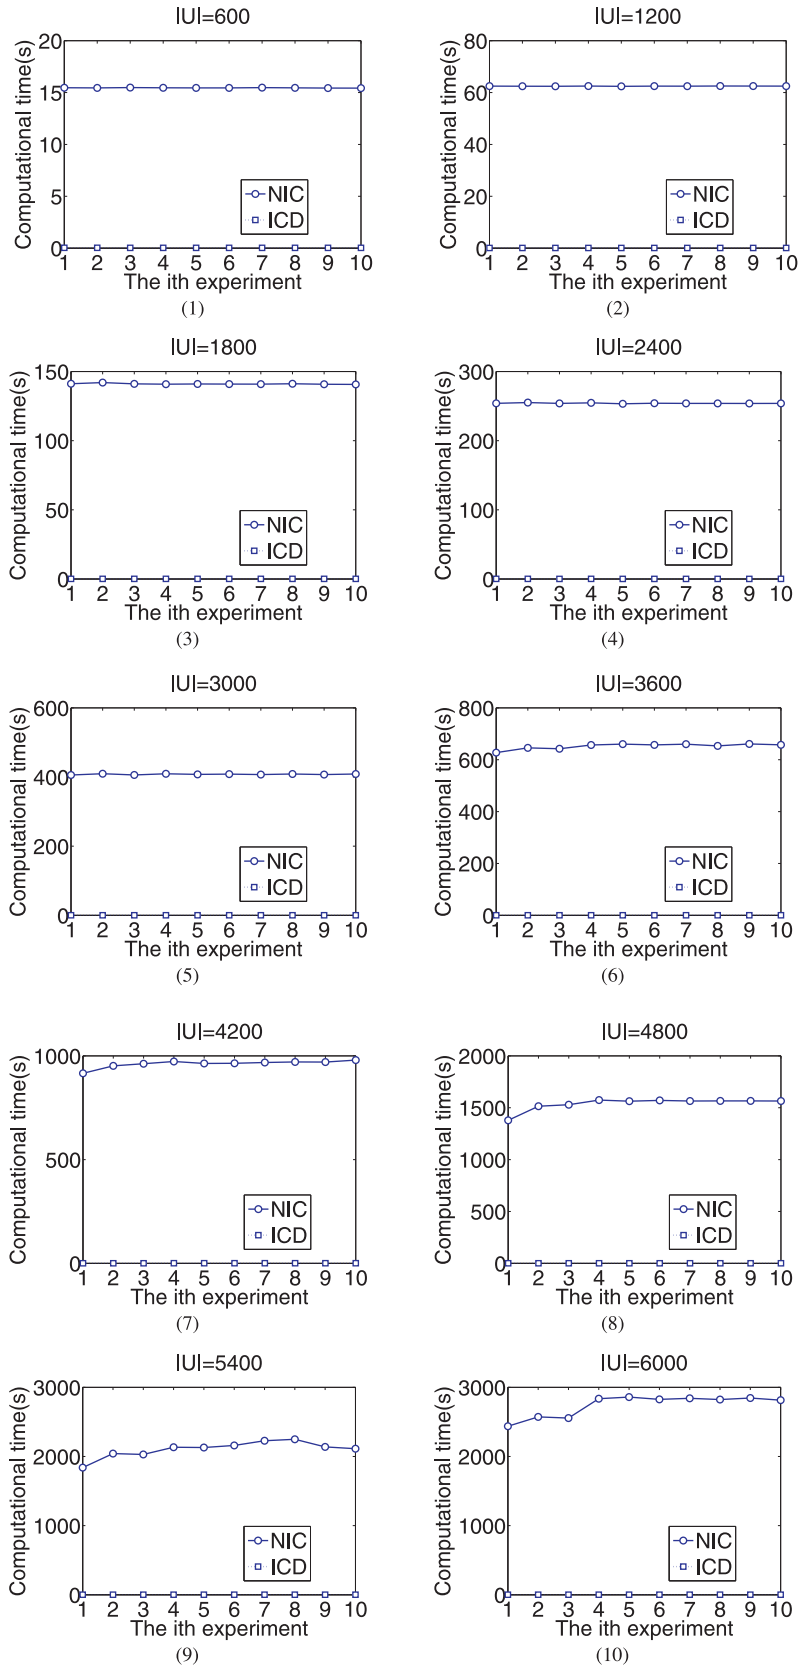 |U|=600
Computational time(s)
20
15
10
5
0
NIC
ICD
1 2 3 4 5 6 7 8 9 10
The ith experiment
(1)
|U|=1200
Computational time(s)
80
60
40
20
0
NIC
ICD
1 2 3 4 5 6 7 8 9 10
The ith experiment
(2)
|U|=1800
Computational time(s)
150
100
50
0
NIC
ICD
1 2 3 4 5 6 7 8 9 10
The ith experiment
(3)
|U|=2400
Computational time(s)
300
200
100
0
NIC
ICD
1 2 3 4 5 6 7 8 9 10
The ith experiment
(4)
|U|=3000
Computational time(s)
600
400
200
0
NIC
ICD
1 2 3 4 5 6 7 8 9 10
The ith experiment
(5)
|U|=3600
Computational time(s)
800
600
400
200
0
NIC
ICD
1 2 3 4 5 6 7 8 9 10
The ith experiment
(6)
|U|=4200
Computational time(s)
1000
500
0
NIC
ICD
1 2 3 4 5 6 7 8 9 10
The ith experiment
(7)
|U|=4800
Computational time(s)
2000
1500
1000
500
0
NIC
ICD
1 2 3 4 5 6 7 8 9 10
The ith experiment
(8)
|U|=5400
Computational time(s)
3000
2000
1000
0
NIC
ICD
1 2 3 4 5 6 7 8 9 10
The ith experiment
(9)
|U|=6000
Computational time(s)
3000
2000
1000
0
NIC
ICD
1 2 3 4 5 6 7 8 9 10
The ith experiment
(10)